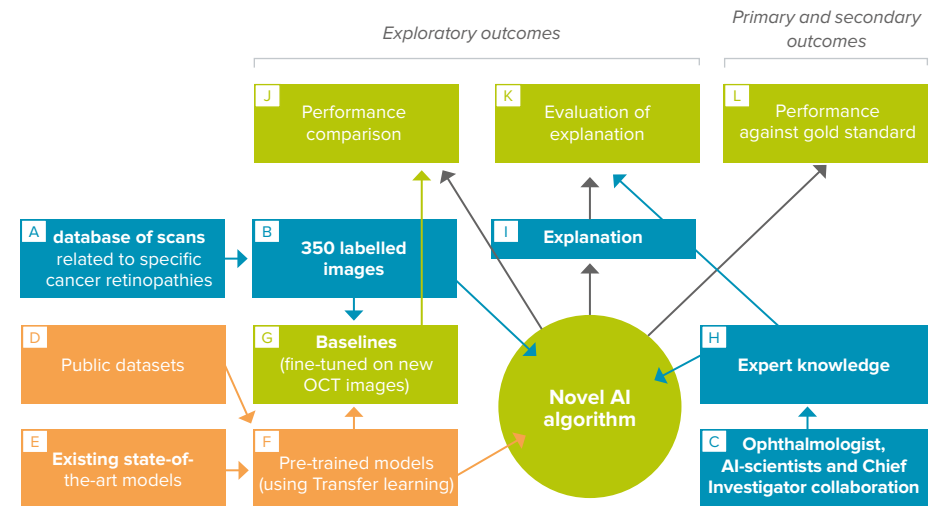 Exploratory outcomes
Primary and secondary
outcomes
J
Performance
comparison
K
Evaluation of
explanation
L
Performance
against gold standard
A
database of scans
related to specific
cancer retinopathies
B
350 labelled
images
I
Explanation
D
Public datasets
G
Baselines
(fine-tuned on new
OCT images)
H
Expert knowledge
Novel AI
algorithm
E
Existing state-of-
the-art models
F
Pre-trained models
(using Transfer learning)
C
Ophthalmologist,
AI-scientists and Chief
Investigator collaboration